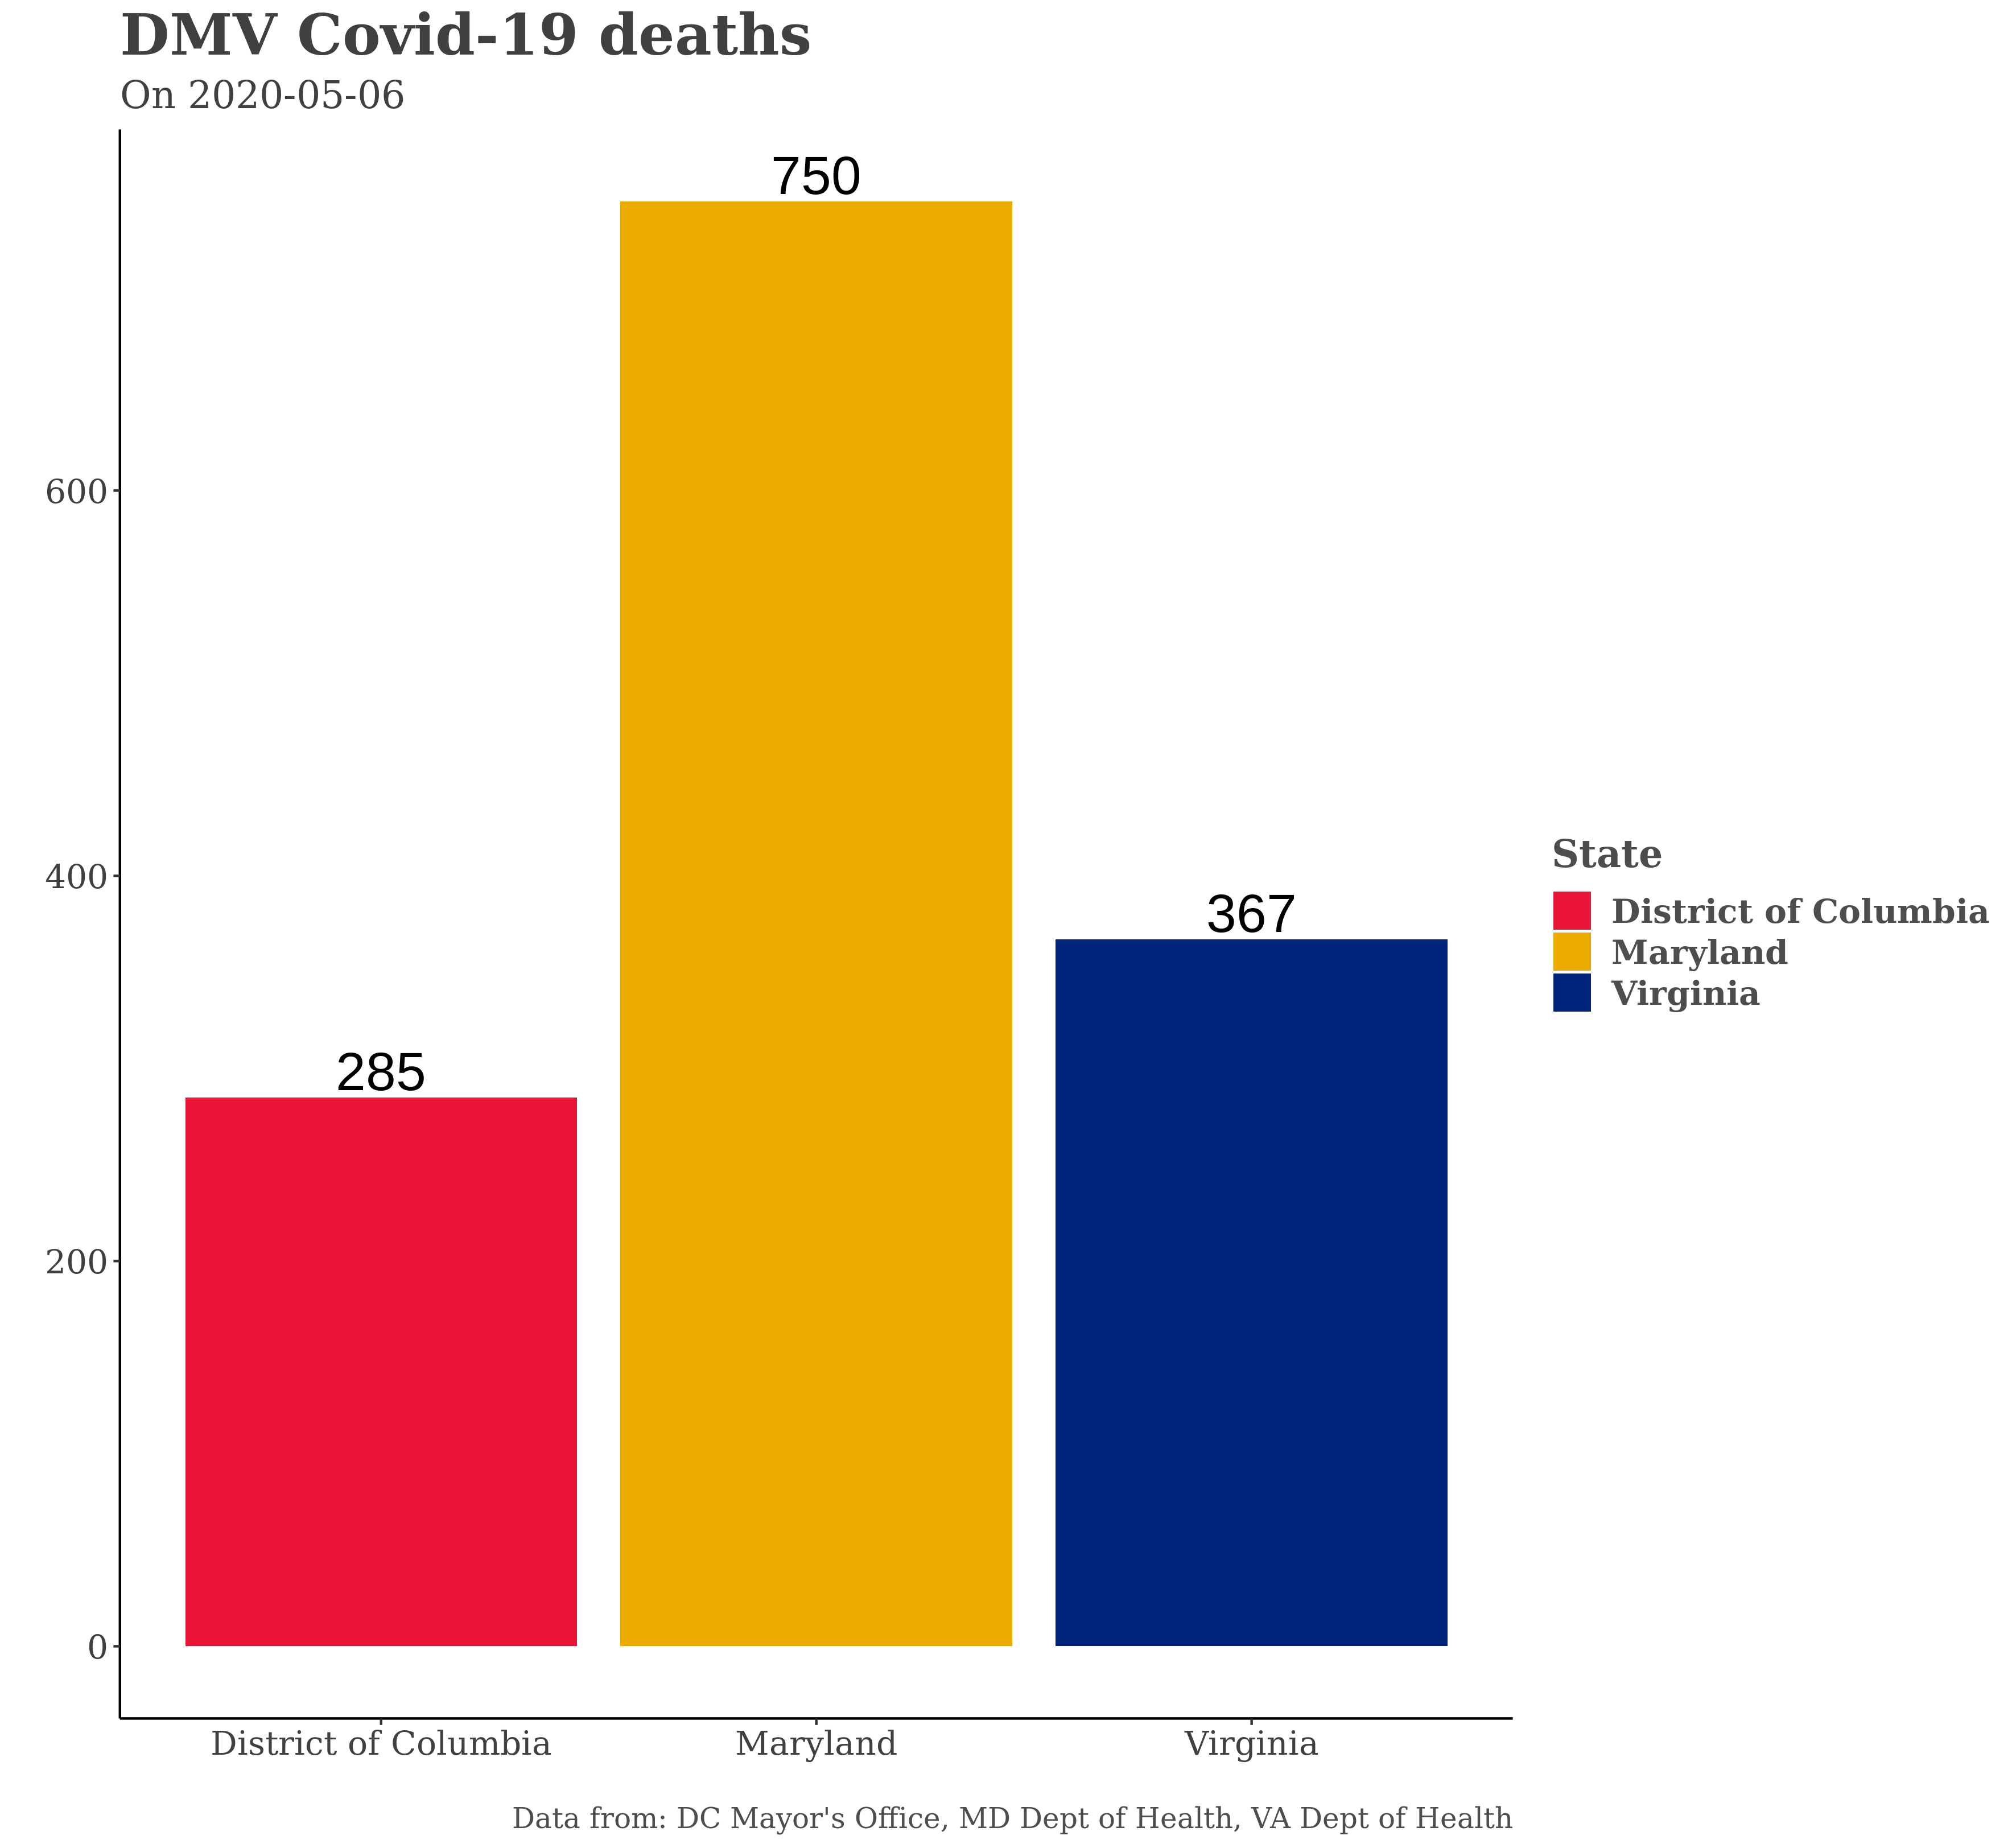 DMV Covid-19 deaths
On 2020-05-06
750
600
400
367
285
200
0
District of Columbia
Maryland
Virginia
State
District of Columbia
Maryland
Virginia
Data from: DC Mayor's Office, MD Dept of Health, VA Dept of Health